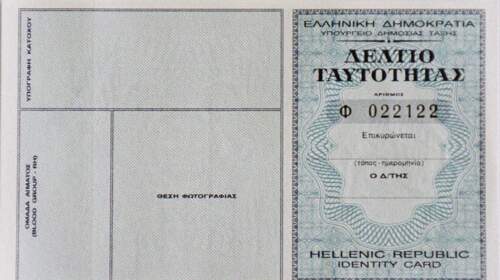 ΥΠΟΓΡΑΦΗ ΚΑΤΟΧΟΥ
ΟΜΑΔΑ ΑΙΜΑΤΟΣ
(BLOOD GROUP - RH)
ΘΕΣΗ ΦΩΤΟΓΡΑΦΙΑΣ
ΕΛΛΗΝΙΚΗ ΔΗΜΟΚΡΑΤΙΑ
ΥΠΟΥΡΓΕΙΟ ΔΗΜΟΣΙΑΣ ΤΑΞΗΣ
ΔΕΛΤΙΟ
ΤΑΥΤΟΤΗΤΑΣ
ΑΡΙΘΜΟΣ
Φ 022122
Επικυρώνεται
(τόπος - ημερομηνία)
Ο Δ/ΤΗΣ
HELLENIC REPUBLIC
IDENTITY CARD